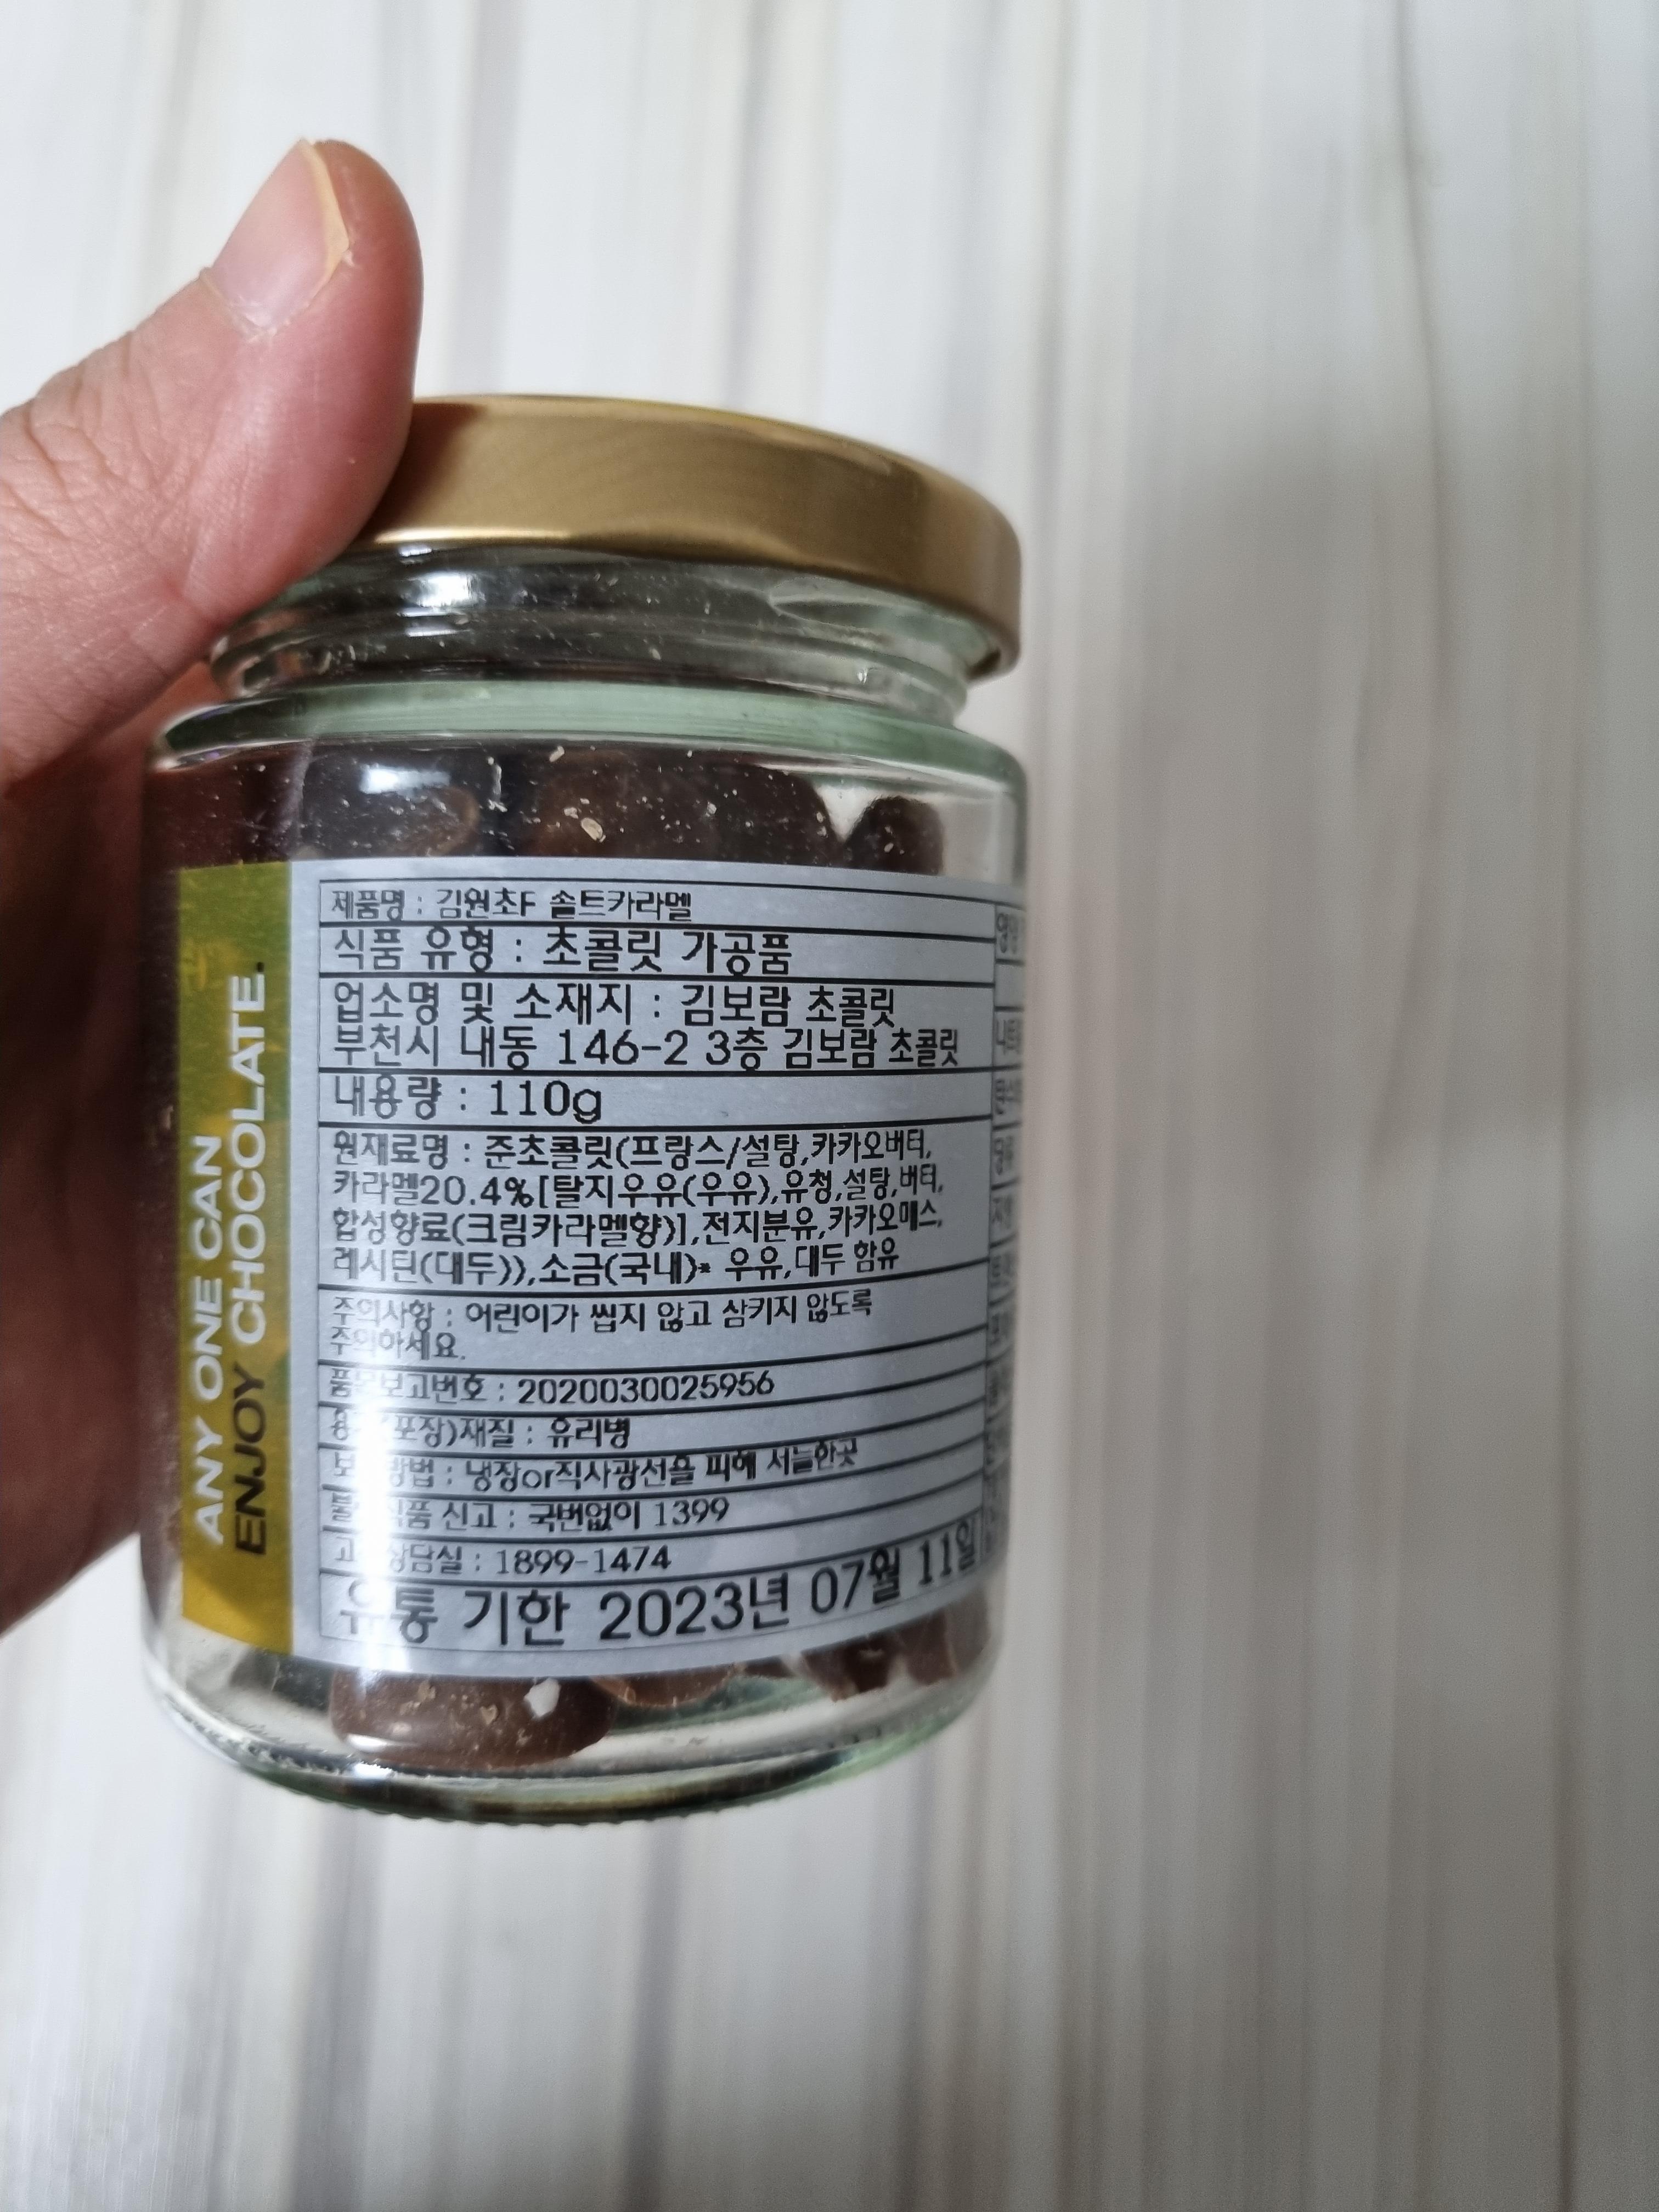 ANY ONE CAN
ENJOY CHOCOLATE.
제품명 : 김원초F 솔트카라멜
식품 유형 : 초콜릿 가공품
업소명 및 소재지 : 김보람 초콜릿
부천시 내동 146-2 3층 김보람 초콜릿
내용량 : 110g
원재료명 : 준초콜릿(프랑스/설탕,카카오버터,
카라멜20.4%[탈지우유(우유),유청,설탕,버터,
합성향료(크림카라멜향)],전지분유,카카오매스,
레시틴(대두)),소금(국내)* 우유,대두 함유
주의사항 : 어린이가 씹지 않고 삼키지 않도록
주의하세요.
품목보고번호 : 2020030025956
용기(포장)재질 : 유리병
보관방법 : 냉장or직사광선을 피해 서늘한곳
불량식품 신고 : 국번없이 1399
고객상담실 : 1899-1474
유통 기한 2023년 07월 11일